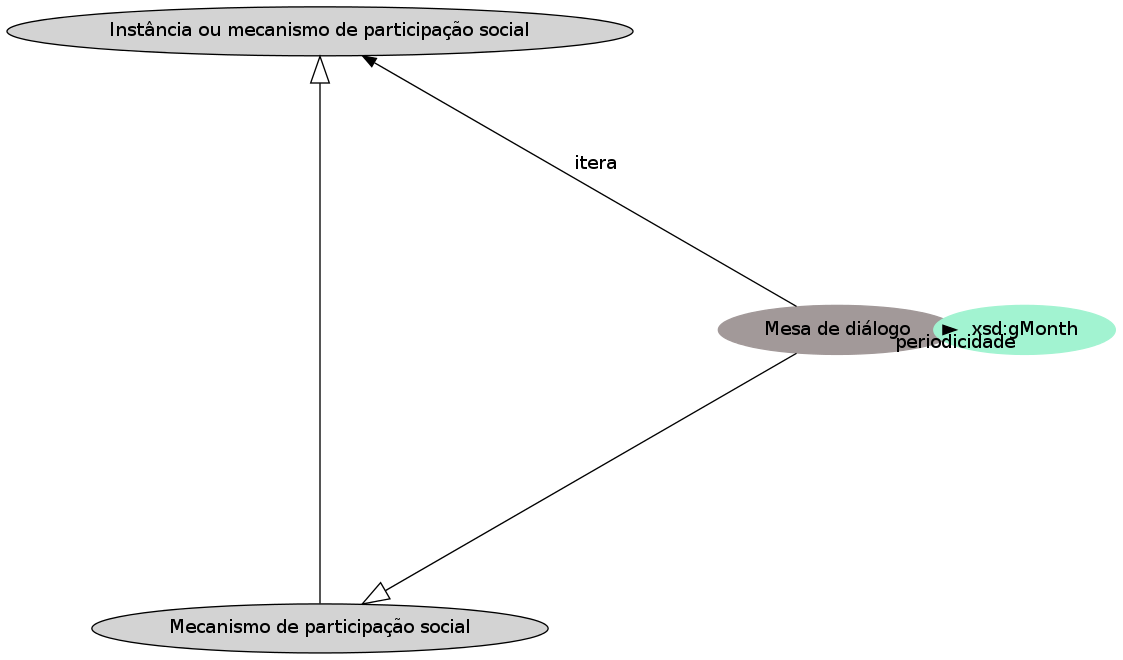 Instância ou mecanismo de participação social
itera
Mesa de diálogo
xsd:gMonth
periodicidade
Mecanismo de participação social